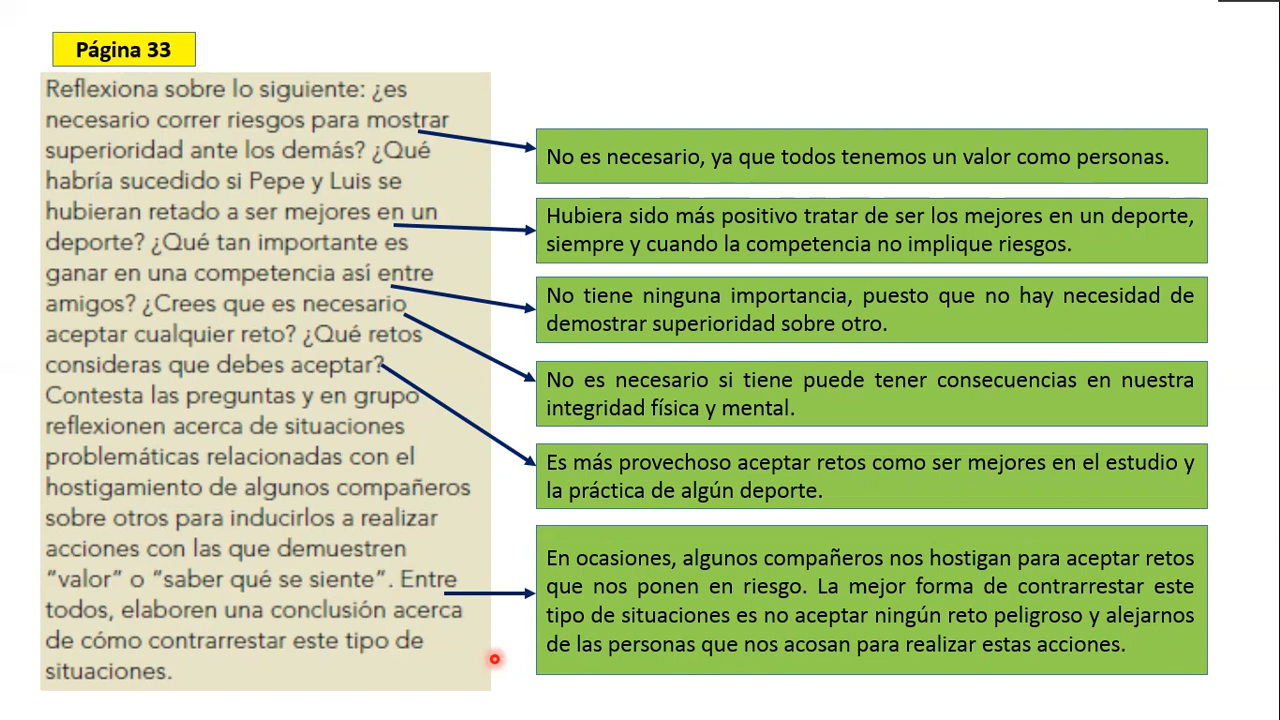 Página 33
Reflexiona sobre lo siguiente: ¿es
necesario correr riesgos para mostrar
superioridad ante los demás? ¿Qué
habría sucedido si Pepe y Luis se
hubieran retado a ser mejores en un
deporte? ¿Qué tan importante es
ganar en una competencia así entre
amigos? ¿Crees que es necesario
aceptar cualquier reto? ¿Qué retos
consideras que debes aceptar?
Contesta las preguntas y en grupo
reflexionen acerca de situaciones
problemáticas relacionadas con el
hostigamiento de algunos compañeros
sobre otros para inducirlos a realizar
acciones con las que demuestren
“valor” o “saber qué se siente”. Entre
todos, elaboren una conclusión acerca
de cómo contrarrestar este tipo de
situaciones.
No es necesario, ya que todos tenemos un valor como personas.
Hubiera sido más positivo tratar de ser los mejores en un deporte,
siempre y cuando la competencia no implique riesgos.
No tiene ninguna importancia, puesto que no hay necesidad de
demostrar superioridad sobre otro.
No es necesario si tiene puede tener consecuencias en nuestra
integridad física y mental.
Es más provechoso aceptar retos como ser mejores en el estudio y
la práctica de algún deporte.
En ocasiones, algunos compañeros nos hostigan para aceptar retos
que nos ponen en riesgo. La mejor forma de contrarrestar este
tipo de situaciones es no aceptar ningún reto peligroso y alejarnos
de las personas que nos acosan para realizar estas acciones.